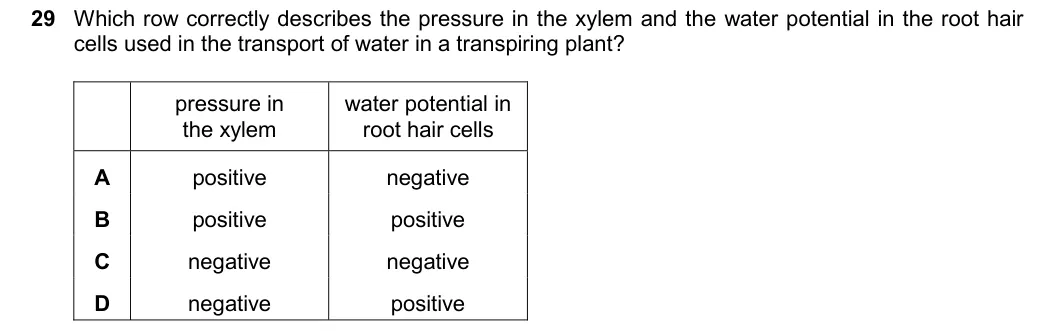 29 Which row correctly describes the pressure in the xylem and the water potential in the root hair
cells used in the transport of water in a transpiring plant?
pressure in
the xylem
water potential in
root hair cells
A positive negative
B positive positive
C negative negative
D negative positive